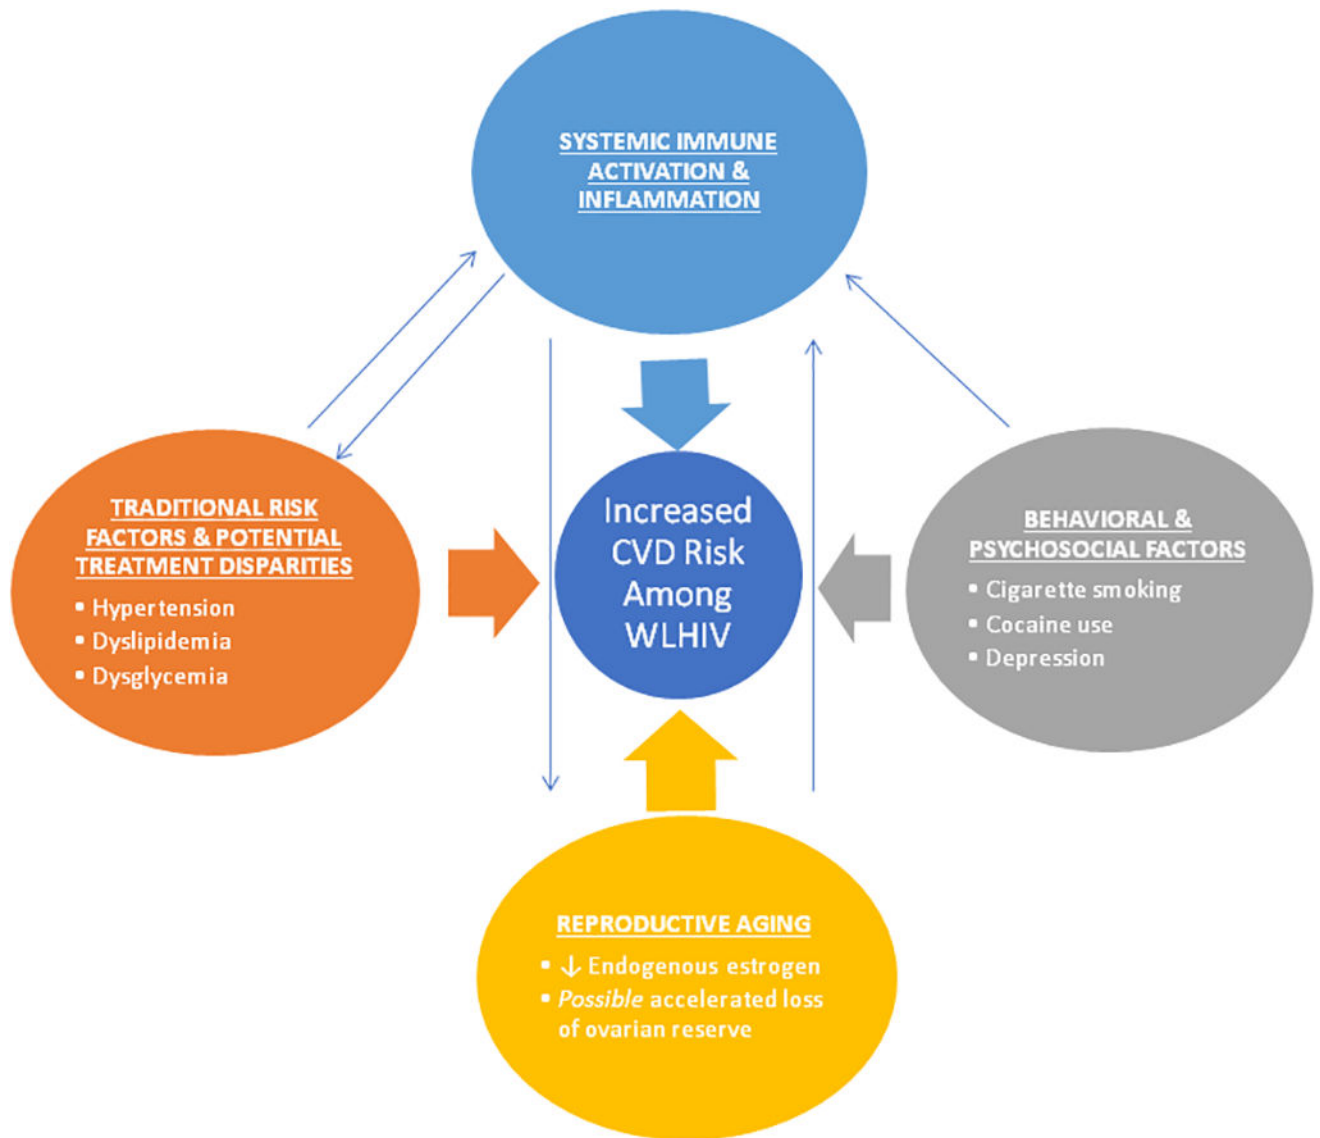 SYSTEMIC IMMUNE
ACTIVATION &
INFLAMMATION
TRADITIONAL RISK
FACTORS & POTENTIAL
TREATMENT DISPARITIES
▪ Hypertension
▪ Dyslipidemia
▪ Dysglycemia
Increased
CVD Risk
Among
WLHIV
BEHAVIORAL &
PSYCHOSOCIAL FACTORS
▪ Cigarette smoking
▪ Cocaine use
▪ Depression
REPRODUCTIVE AGING
▪ ↓ Endogenous estrogen
▪ Possible accelerated loss
of ovarian reserve